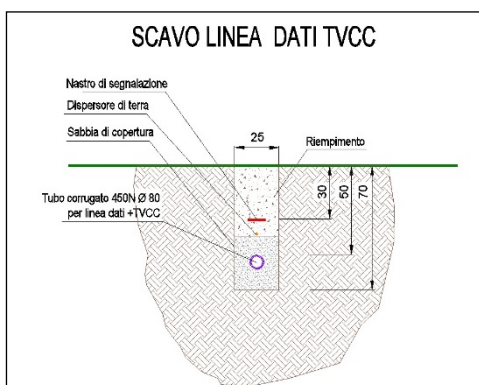 SCAVO LINEA DATI TVCC
Nastro di segnalazione
Dispersore di terra
Sabbia di copertura
25
Riempimento
Tubo corrugato 450N Ø 80
per linea dati +TVCC
30
50
70